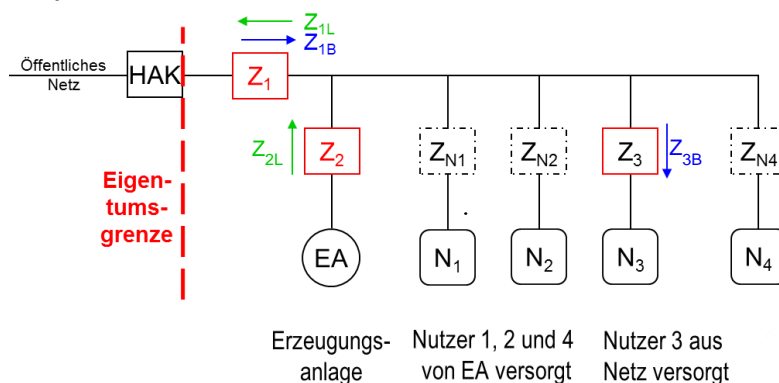 Z1L
Z1B
Öffentliches
Netz
HAK
Z1
Z2L
Z2
ZN1
ZN2
Z3
Z3B
ZN4
Eigen-
tums-
grenze
EA
N1
N2
N3
N4
Erzeugungs-
anlage
Nutzer 1, 2 und 4
von EA versorgt
Nutzer 3 aus
Netz versorgt